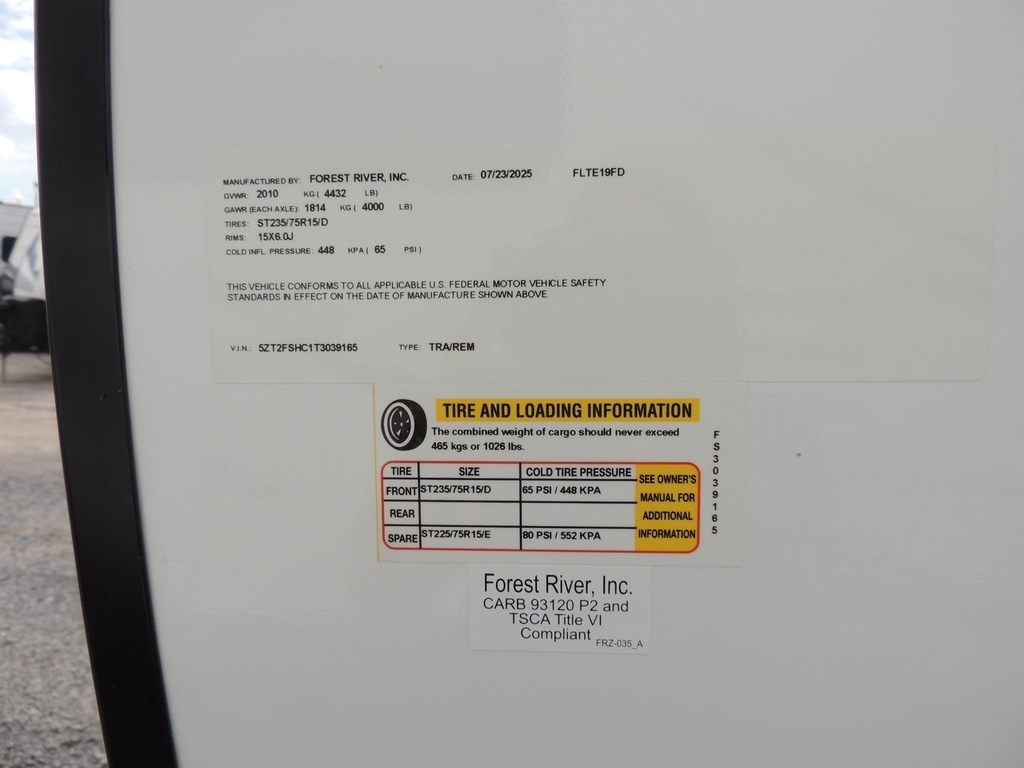 MANUFACTURED BY: FOREST RIVER, INC. DATE: 07/23/2025 FLTE19FD
GVWR: 2010 KG ( 4432 LB)
GAWR (EACH AXLE): 1814 KG ( 4000 LB)
TIRES: ST235/75R15/D
RIMS: 15X6.0J
COLD INFL. PRESSURE: 448 KPA ( 65 PSI )
THIS VEHICLE CONFORMS TO ALL APPLICABLE U.S. FEDERAL MOTOR VEHICLE SAFETY
STANDARDS IN EFFECT ON THE DATE OF MANUFACTURE SHOWN ABOVE.
V.I.N.: 5ZT2FSHC1T3039165 TYPE: TRA/REM
TIRE AND LOADING INFORMATION
The combined weight of cargo should never exceed
465 kgs or 1026 lbs.
TIRE SIZE COLD TIRE PRESSURE
FRONT ST235/75R15/D 65 PSI / 448 KPA
REAR
SPARE ST225/75R15/E 80 PSI / 552 KPA
SEE OWNER'S
MANUAL FOR
ADDITIONAL
INFORMATION
FS3039165
Forest River, Inc.
CARB 93120 P2 and
TSCA Title VI
Compliant
FRZ-035_A